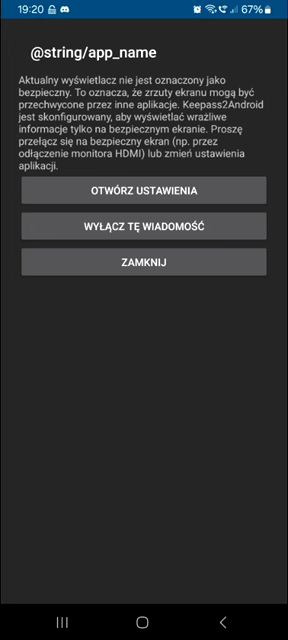 19:20 67%
@string/app_name
Aktualny wyświetlacz nie jest oznaczony jako
bezpieczny. To oznacza, że zrzuty ekranu mogą być
przechwycone przez inne aplikacje. Keepass2Android
jest skonfigurowany, aby wyświetlać wrażliwe
informacje tylko na bezpiecznym ekranie. Proszę
przełącz się na bezpieczny ekran (np. przez
odłączenie monitora HDMI) lub zmień ustawienia
aplikacji.
OTWÓRZ USTAWIENIA
WYŁĄCZ TĘ WIADOMOŚĆ
ZAMKNIJ